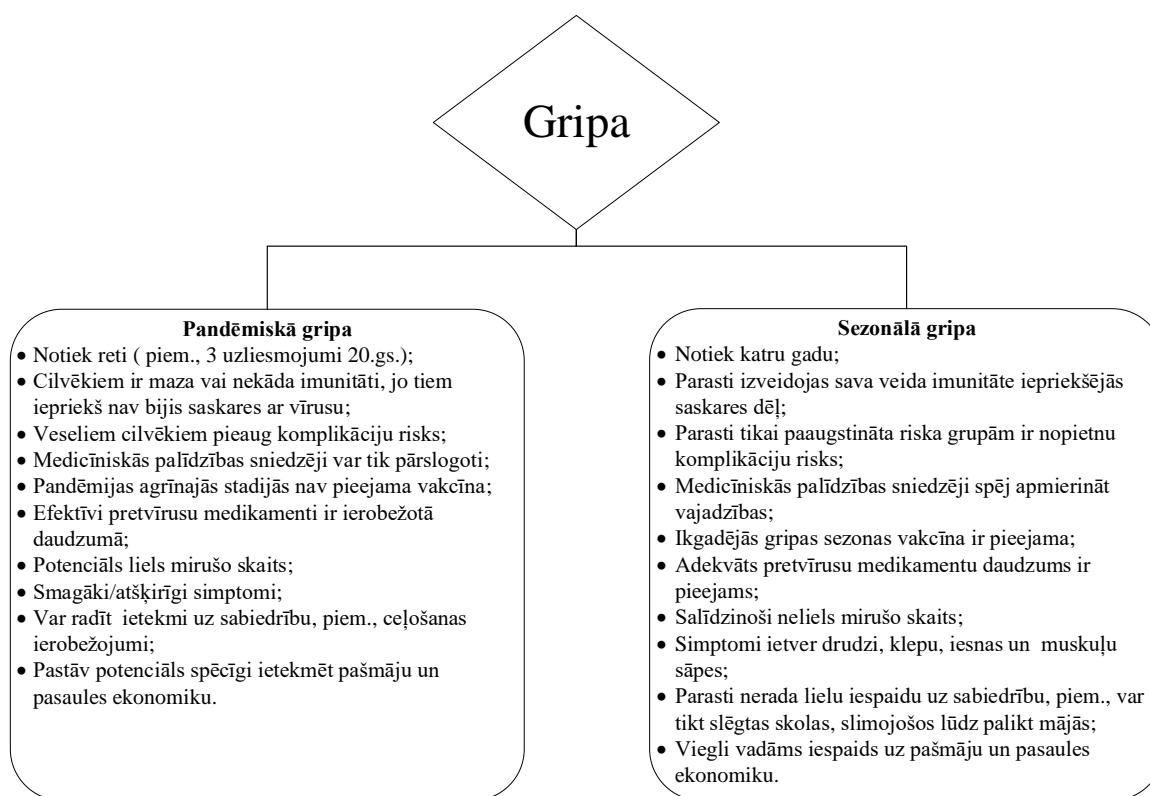 Gripa
Pandēmiskā gripa
• Notiek reti ( piem., 3 uzliesmojumi 20.gs.);
• Cilvēkiem ir maza vai nekāda imunitāti, jo tiem
iepriekš nav bijis saskares ar vīrusu;
• Veseliem cilvēkiem pieaug komplikāciju risks;
• Medicīniskās palīdzības sniedzēji var tik pārslogoti;
• Pandēmijas agrīnajās stadijās nav pieejama vakcīna;
• Efektīvi pretvīrusu medikamenti ir ierobežotā
daudzumā;
• Potenciāls liels mirušo skaits;
• Smagāki/atšķirīgi simptomi;
• Var radīt  ietekmi uz sabiedrību, piem., ceļošanas
ierobežojumi;
• Pastāv potenciāls spēcīgi ietekmēt pašmāju un
pasaules ekonomiku.
Sezonālā gripa
• Notiek katru gadu;
• Parasti izveidojas sava veida imunitāte iepriekšējās
saskares dēļ;
• Parasti tikai paaugstināta riska grupām ir nopietnu
komplikāciju risks;
• Medicīniskās palīdzības sniedzēji spēj apmierināt
vajadzības;
• Ikgadējās gripas sezonas vakcīna ir pieejama;
• Adekvāts pretvīrusu medikamentu daudzums ir
pieejams;
• Salīdzinoši neliels mirušo skaits;
• Simptomi ietver drudzi, klepu, iesnas un  muskuļu
sāpes;
• Parasti nerada lielu iespaidu uz sabiedrību, piem., var
tikt slēgtas skolas, slimojošos lūdz palikt mājās;
• Viegli vadāms iespaids uz pašmāju un pasaules
ekonomiku.